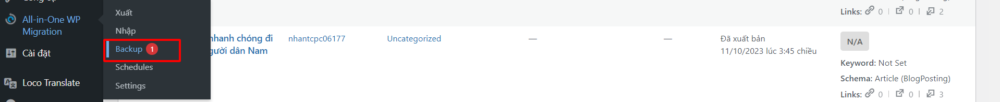 All-in-One WP
Migration
Cài đặt
Loco Translate
Xuất
Nhập
Backup 1
Schedules
Settings
nhanh chóng đi
người dân Nam
nhantcpc06177
Uncategorized
—
—
Đã xuất bản
11/10/2023 lúc 3:45 chiều
Links: 0 | 0 | 2
N/A
Keyword: Not Set
Schema: Article (BlogPosting)
Links: 0 | 0 | 3